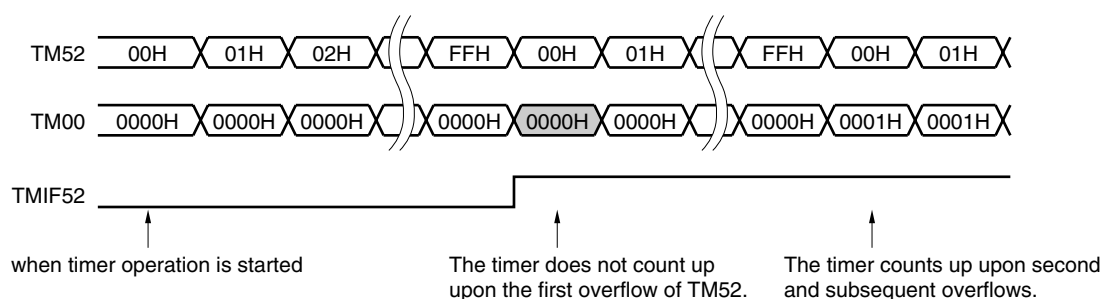 TM52 00H 01H 02H FFH 00H 01H FFH 00H 01H
TM00 0000H 0000H 0000H 0000H 0000H 0000H 0000H 0001H 0001H
TMIF52
when timer operation is started
The timer does not count up
upon the first overflow of TM52.
The timer counts up upon second
and subsequent overflows.